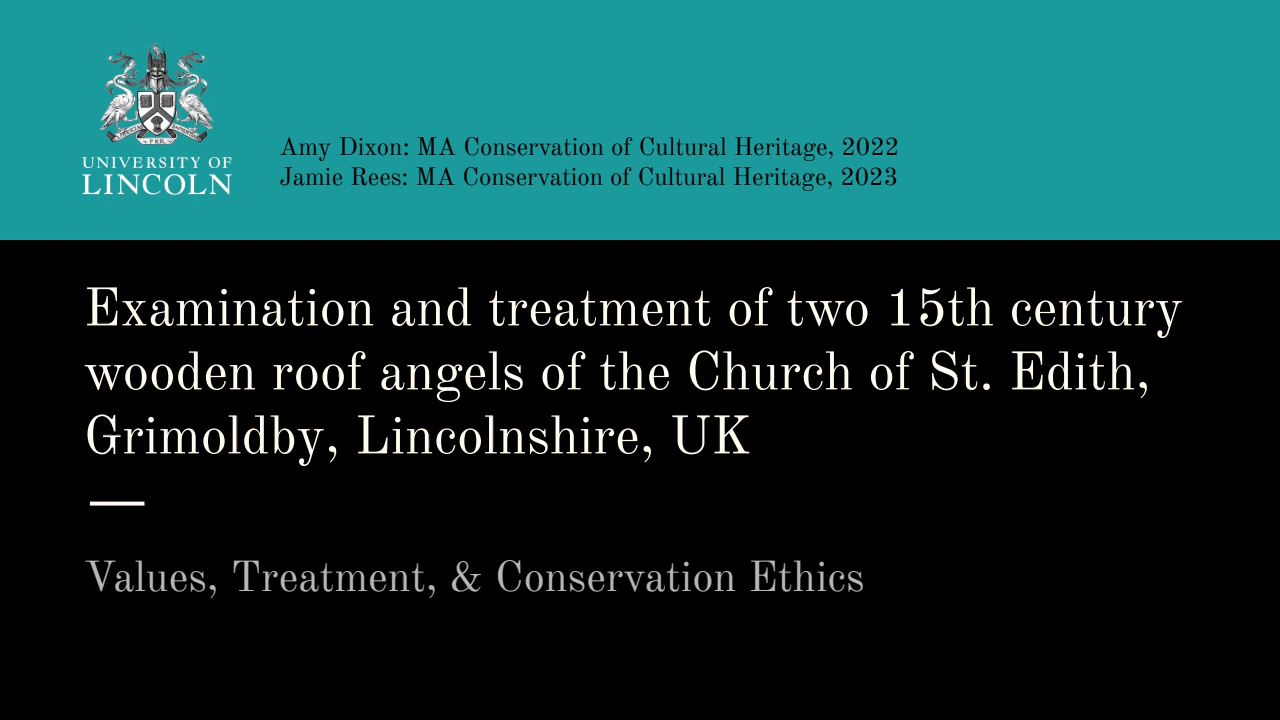 UNIVERSITY OF
LINCOLN
Amy Dixon: MA Conservation of Cultural Heritage, 2022
Jamie Rees: MA Conservation of Cultural Heritage, 2023
Examination and treatment of two 15th century
wooden roof angels of the Church of St. Edith,
Grimoldby, Lincolnshire, UK
Values, Treatment, & Conservation Ethics